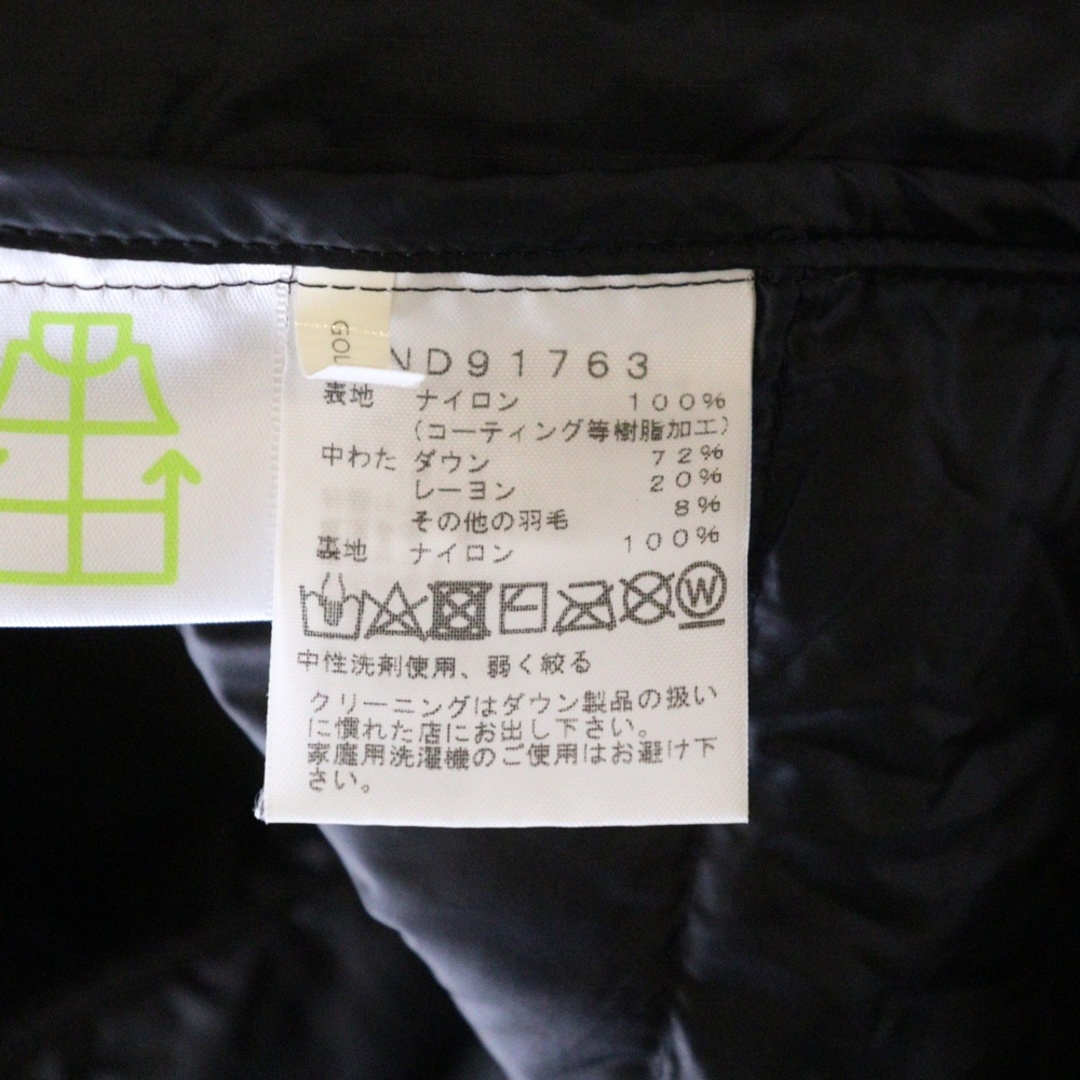 GOL
ND91763
表地 ナイロン 100%
(コーティング等樹脂加工)
中わた ダウン 72%
レーヨン 20%
その他の羽毛 8%
裏地 ナイロン 100%
W
中性洗剤使用、弱く絞る
クリーニングはダウン製品の扱い
に慣れた店にお出し下さい。
家庭用洗濯機のご使用はお避け下
さい。